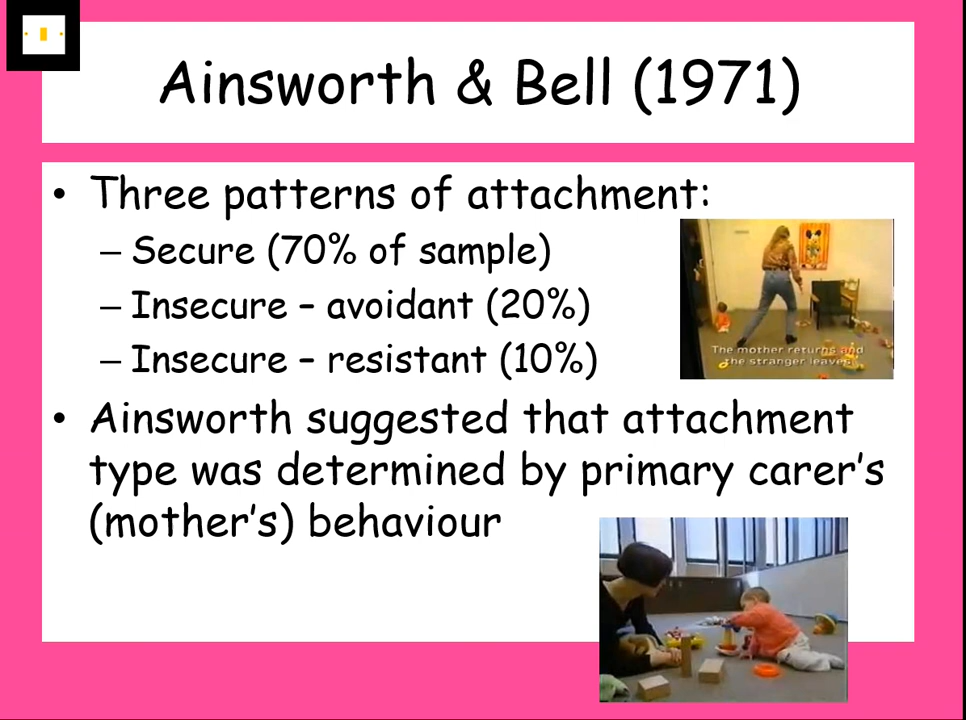 Ainsworth & Bell (1971)
• Three patterns of attachment:
– Secure (70% of sample)
– Insecure – avoidant (20%)
– Insecure – resistant (10%)
The mother returns and
the stranger leaves.
• Ainsworth suggested that attachment
type was determined by primary carer's
(mother's) behaviour